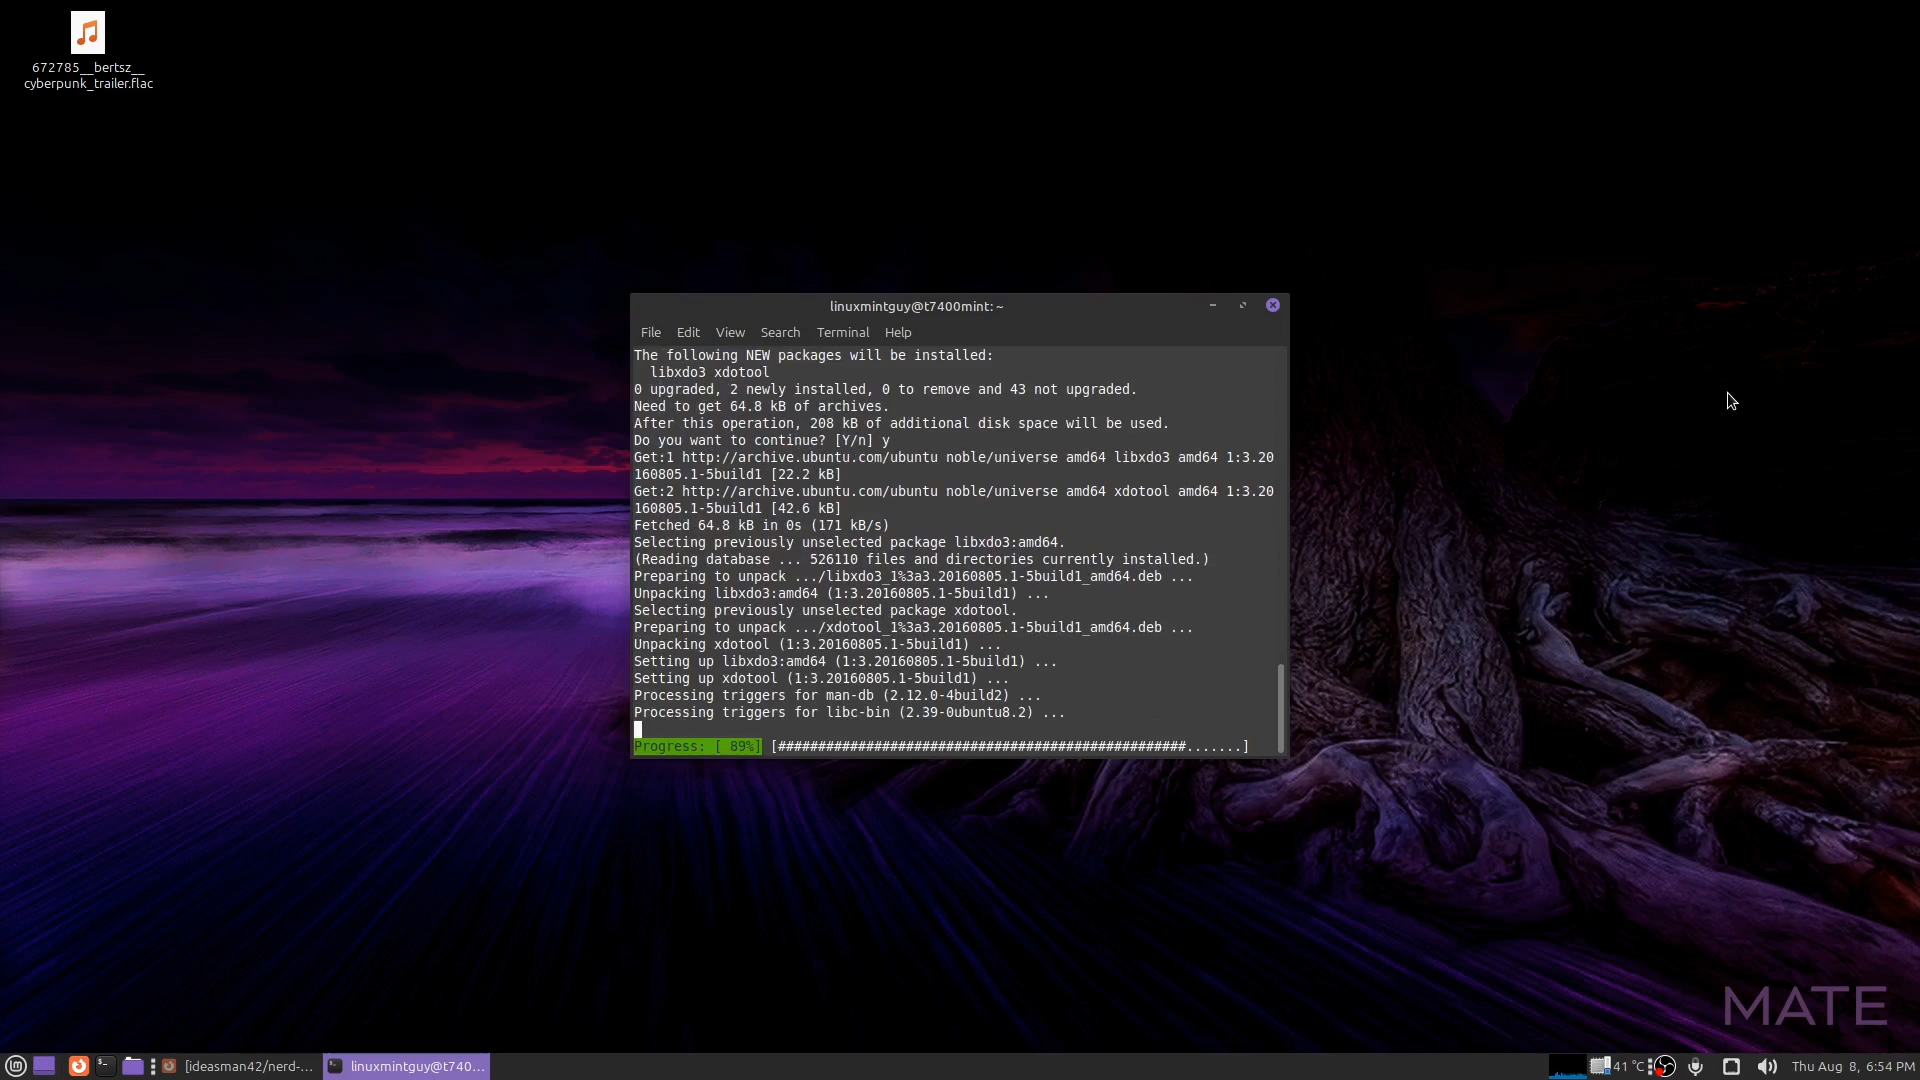 672785__bertsz__
cyberpunk_trailer.flac
linuxmintguy@t7400mint: ~
File Edit View Search Terminal Help
The following NEW packages will be installed:
  libxdo3 xdotool
0 upgraded, 2 newly installed, 0 to remove and 43 not upgraded.
Need to get 64.8 kB of archives.
After this operation, 208 kB of additional disk space will be used.
Do you want to continue? [Y/n] y
Get:1 http://archive.ubuntu.com/ubuntu noble/universe amd64 libxdo3 amd64 1:3.20
160805.1-5build1 [22.2 kB]
Get:2 http://archive.ubuntu.com/ubuntu noble/universe amd64 xdotool amd64 1:3.20
160805.1-5build1 [42.6 kB]
Fetched 64.8 kB in 0s (171 kB/s)
Selecting previously unselected package libxdo3:amd64.
(Reading database ... 526110 files and directories currently installed.)
Preparing to unpack .../libxdo3_1%3a3.20160805.1-5build1_amd64.deb ...
Unpacking libxdo3:amd64 (1:3.20160805.1-5build1) ...
Selecting previously unselected package xdotool.
Preparing to unpack .../xdotool_1%3a3.20160805.1-5build1_amd64.deb ...
Unpacking xdotool (1:3.20160805.1-5build1) ...
Setting up libxdo3:amd64 (1:3.20160805.1-5build1) ...
Setting up xdotool (1:3.20160805.1-5build1) ...
Processing triggers for man-db (2.12.0-4build2) ...
Processing triggers for libc-bin (2.39-0ubuntu8.2) ...
Progress: [ 89%] [###################################################.......]
MATE
[ideasman42/nerd-... linuxmintguy@t740... 41 °C Thu Aug 8, 6:54 PM